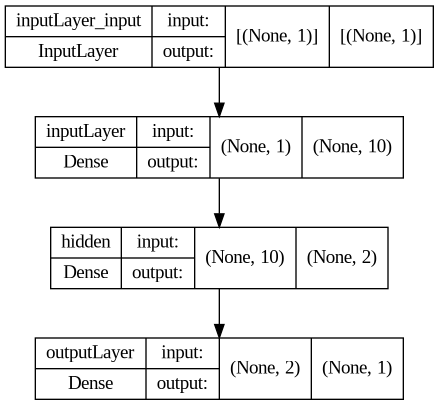 inputLayer_input input: [(None, 1)] [(None, 1)]
InputLayer output:
inputLayer input: (None, 1) (None, 10)
Dense output:
hidden input: (None, 10) (None, 2)
Dense output:
outputLayer input: (None, 2) (None, 1)
Dense output: